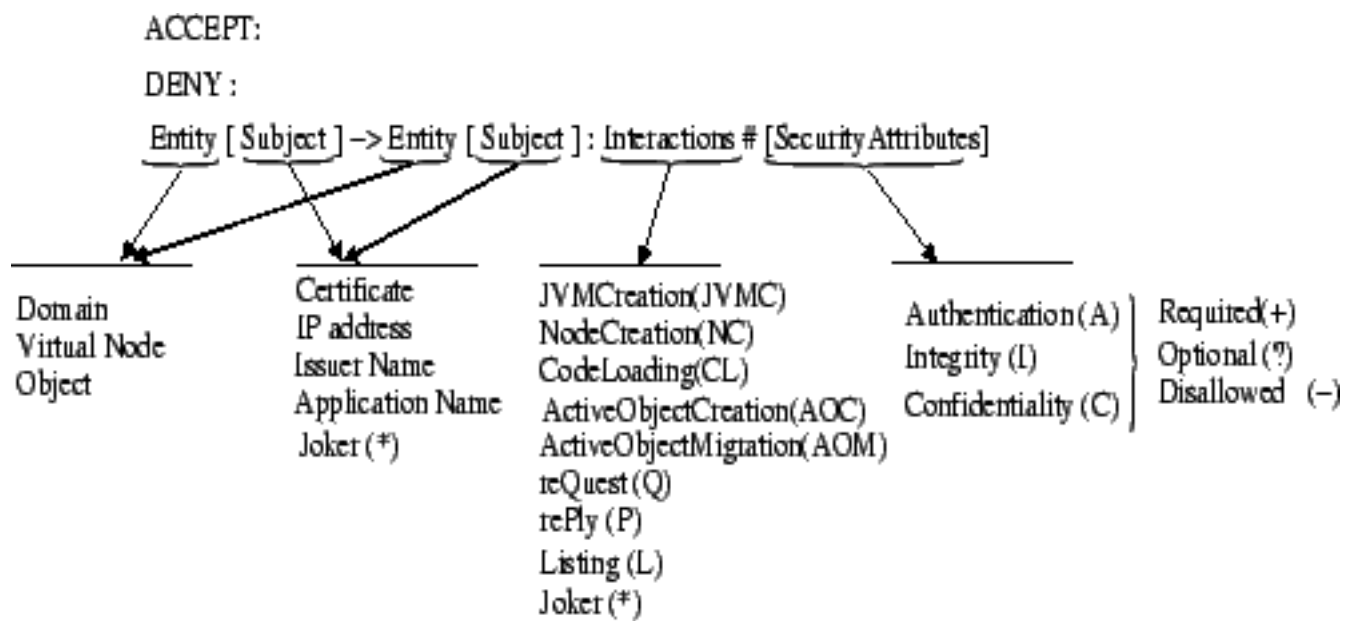 ACCEPT:
DENY :
Entity [ Subject ] –> Entity [ Subject ] : Interactions # [Security Attributes]
Domain
Virtual Node
Object
Certificate
IP address
Issuer Name
Application Name
Joker (*)
JVMCreation(JVMC)
NodeCreation(NC)
CodeLoading(CL)
ActiveObjectCreation(AOC)
ActiveObjectMigration(AOM)
reQuest (Q)
rePly (P)
Listing (L)
Joker (*)
Authentication (A)
Integrity (I)
Confidentiality (C)
Required(+)
Optional (?)
Disallowed (–)